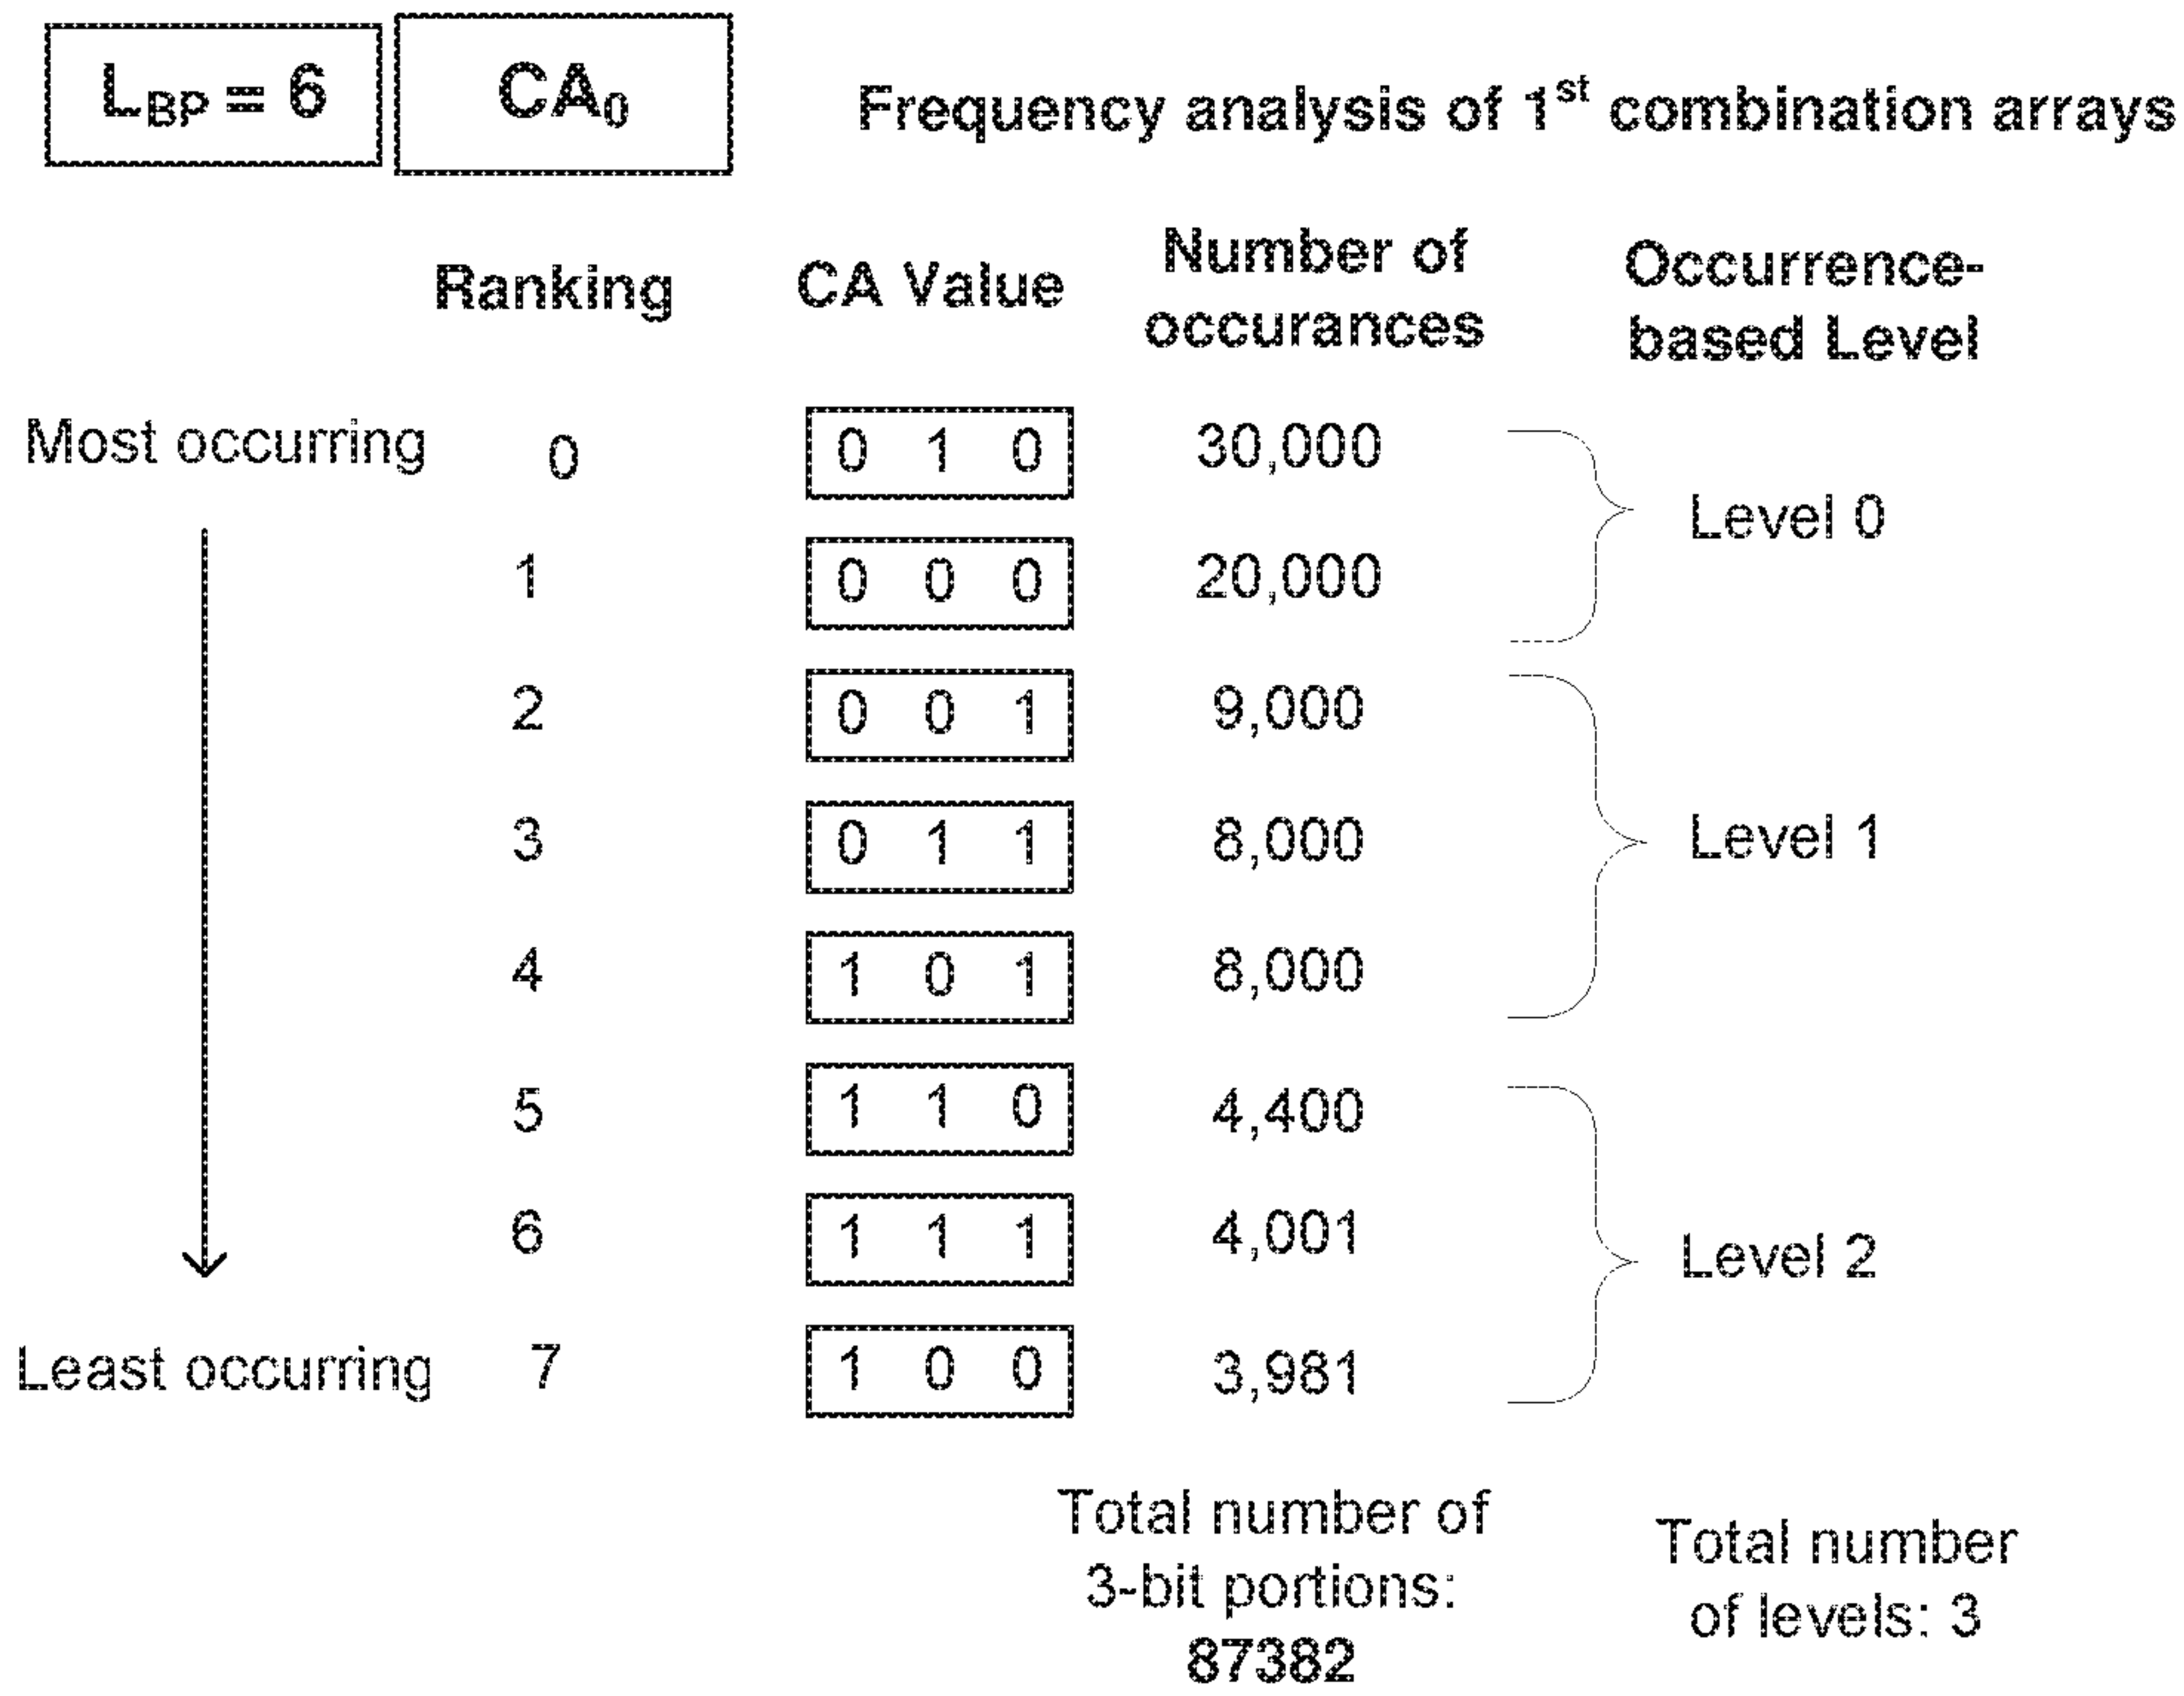 LBP = 6 CA0 Frequency analysis of 1st combination arrays
Ranking CA Value Number of occurances Occurrence-based Level
Most occurring 0 0 1 0 30,000
Level 0
1 0 0 0 20,000
2 0 0 1 9,000
3 0 1 1 8,000 Level 1
4 1 0 1 8,000
5 1 1 0 4,400
6 1 1 1 4,001 Level 2
Least occurring 7 1 0 0 3,981
Total number of
3-bit portions:
87382
Total number
of levels: 3